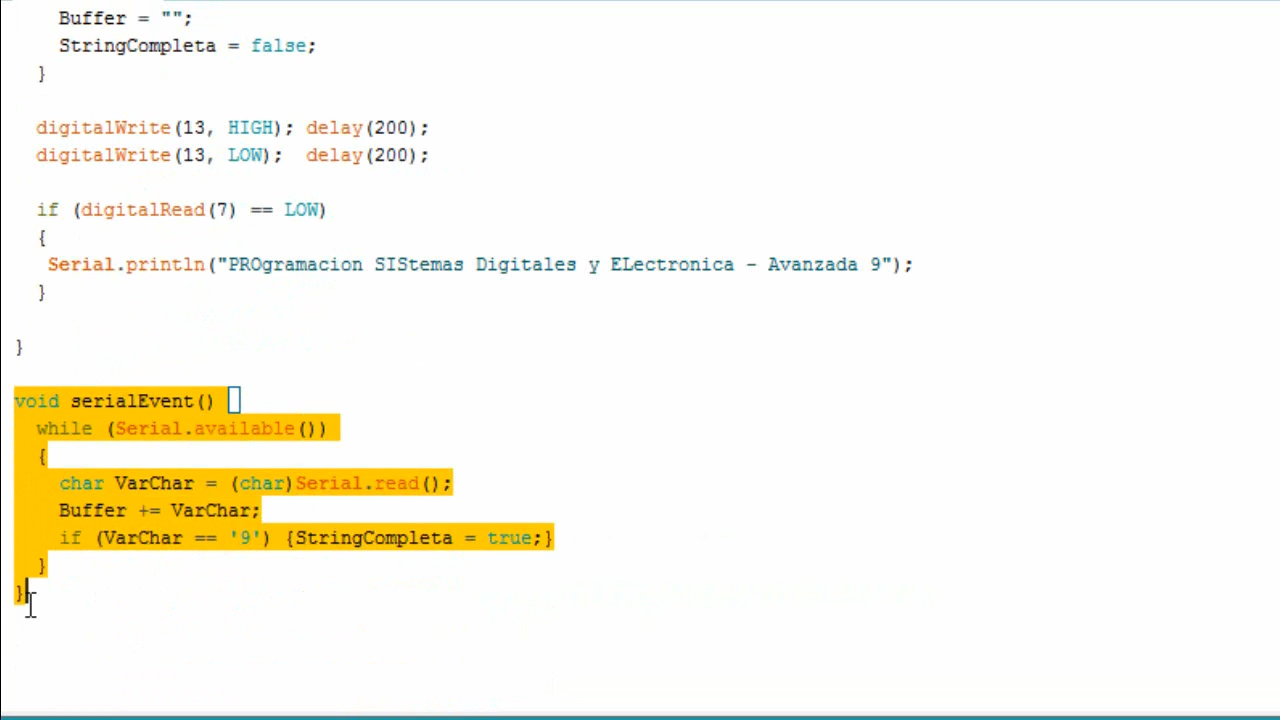 Buffer = "";
StringCompleta = false;
}
digitalWrite(13, HIGH); delay(200);
digitalWrite(13, LOW);  delay(200);
if (digitalRead(7) == LOW)
{
Serial.println("PROgramacion SIStemas Digitales y ELectronica - Avanzada 9");
}
}
void serialEvent()
while (Serial.available())
{
char VarChar = (char)Serial.read();
Buffer += VarChar;
if (VarChar == '9') {StringCompleta = true;}
}
}